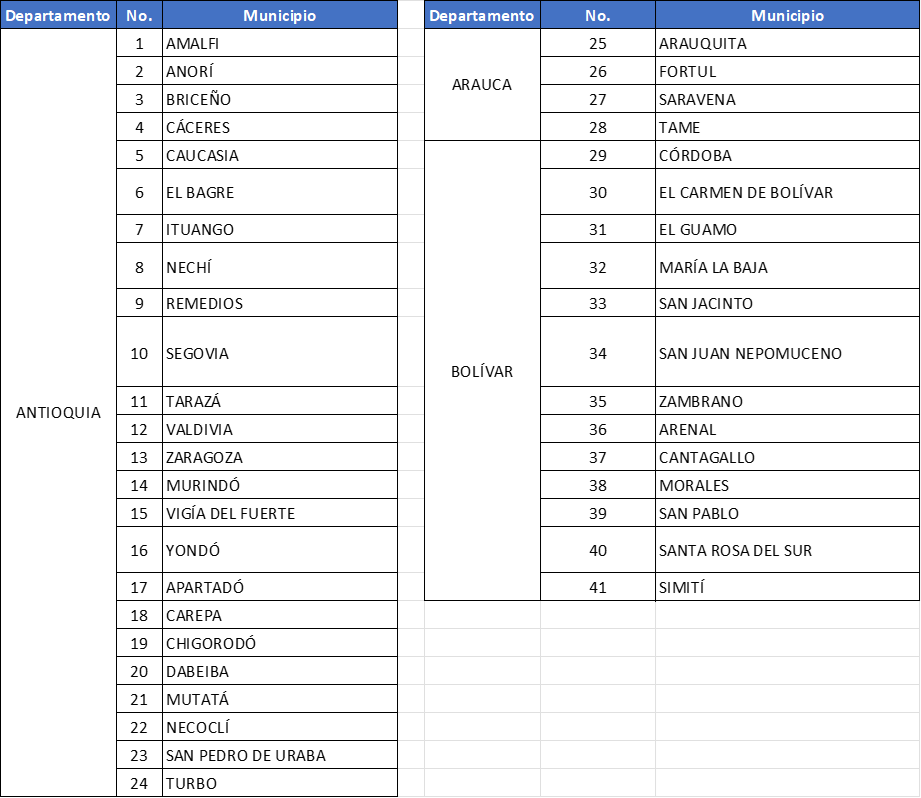 Departamento No. Municipio
ANTIOQUIA
1 AMALFI
2 ANORÍ
3 BRICEÑO
4 CÁCERES
5 CAUCASIA
6 EL BAGRE
7 ITUANGO
8 NECHÍ
9 REMEDIOS
10 SEGOVIA
11 TARAZÁ
12 VALDIVIA
13 ZARAGOZA
14 MURINDÓ
15 VIGÍA DEL FUERTE
16 YONDÓ
17 APARTADÓ
18 CAREPA
19 CHIGORODÓ
20 DABEIBA
21 MUTATÁ
22 NECOCLÍ
23 SAN PEDRO DE URABA
24 TURBO
Departamento No. Municipio
ARAUCA
25 ARAUQUITA
26 FORTUL
27 SARAVENA
28 TAME
BOLÍVAR
29 CÓRDOBA
30 EL CARMEN DE BOLÍVAR
31 EL GUAMO
32 MARÍA LA BAJA
33 SAN JACINTO
34 SAN JUAN NEPOMUCENO
35 ZAMBRANO
36 ARENAL
37 CANTAGALLO
38 MORALES
39 SAN PABLO
40 SANTA ROSA DEL SUR
41 SIMITÍ